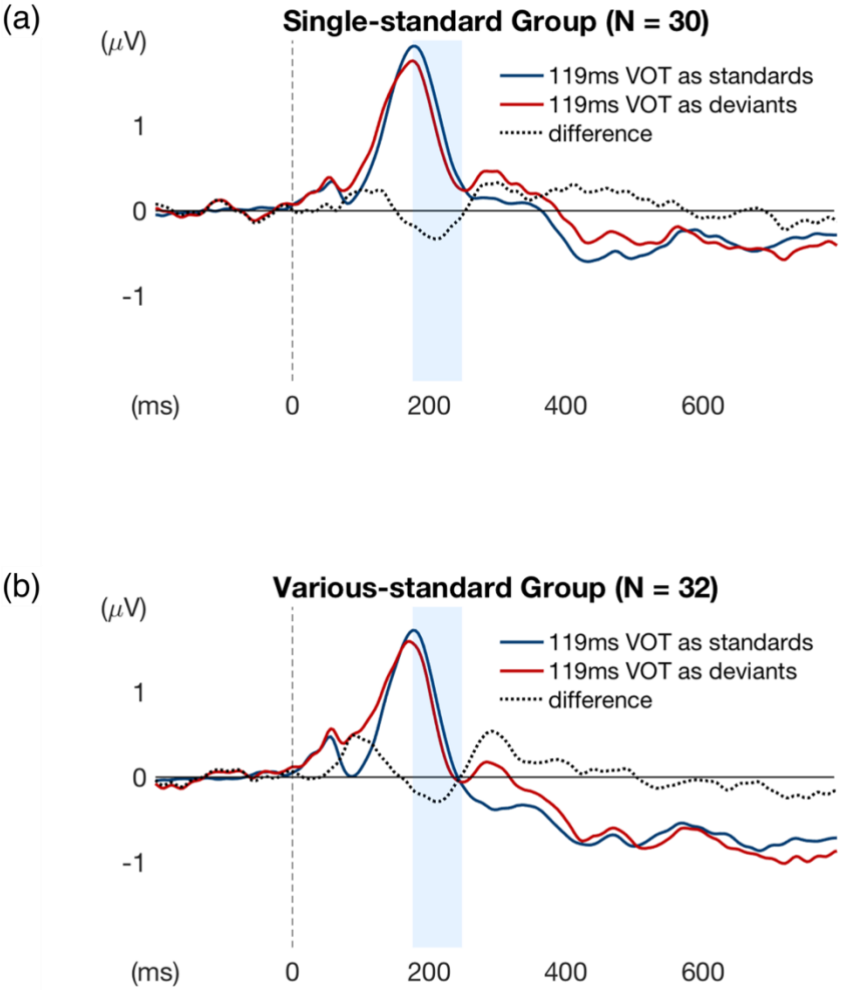 (a)
Single-standard Group (N = 30)
(μV)
119ms VOT as standards
119ms VOT as deviants
difference
1
0
-1
(ms) 0 200 400 600
(b)
Various-standard Group (N = 32)
(μV)
119ms VOT as standards
119ms VOT as deviants
difference
1
0
-1
(ms) 0 200 400 600